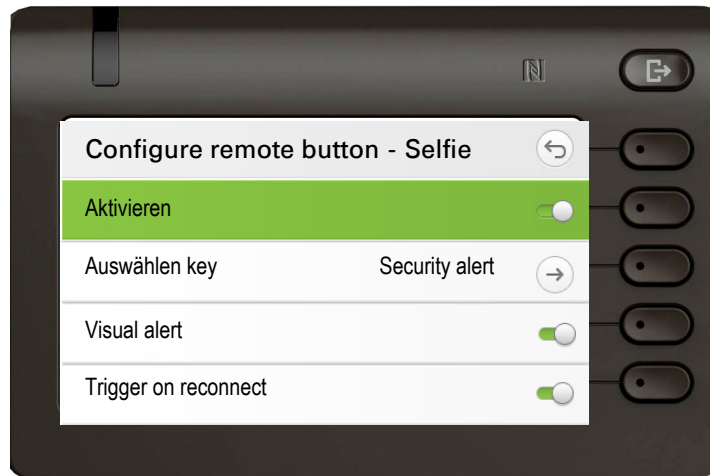 Configure remote button - Selfie
Aktivieren
Auswählen key Security alert
Visual alert
Trigger on reconnect